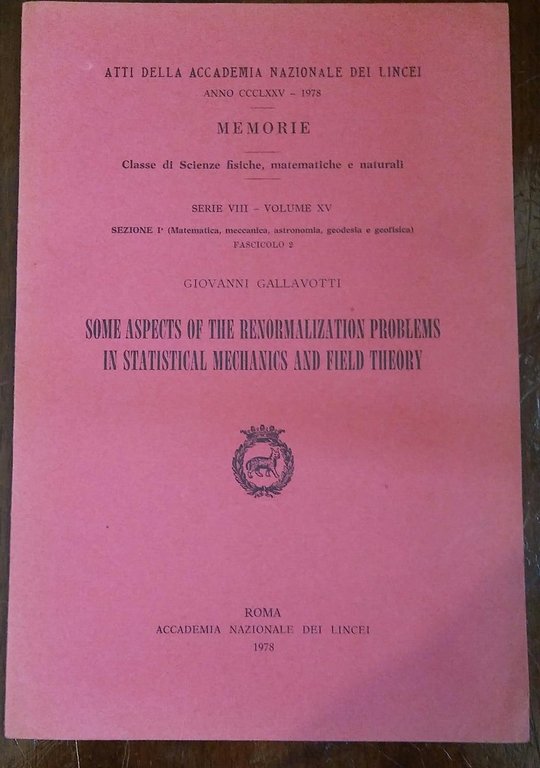 ATTI DELLA ACCADEMIA NAZIONALE DEI LINCEI
ANNO CCCLXXV – 1978
MEMORIE
Classe di Scienze fisiche, matematiche e naturali
SERIE VIII – VOLUME XV
SEZIONE Iª (Matematica, meccanica, astronomia, geodesia e geofisica)
FASCICOLO 2
GIOVANNI GALLAVOTTI
SOME ASPECTS OF THE RENORMALIZATION PROBLEMS
IN STATISTICAL MECHANICS AND FIELD THEORY
ROMA
ACCADEMIA NAZIONALE DEI LINCEI
1978